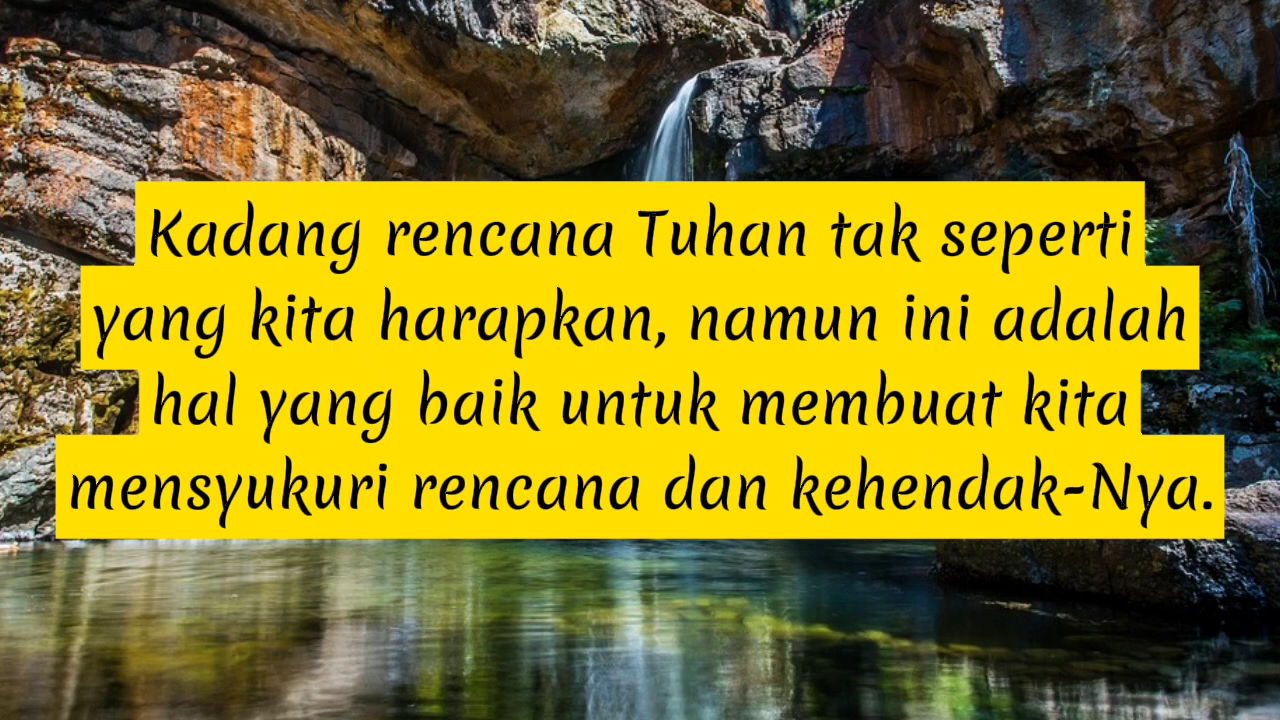 Kadang rencana Tuhan tak seperti
yang kita harapkan, namun ini adalah
hal yang baik untuk membuat kita
mensyukuri rencana dan kehendak-Nya.